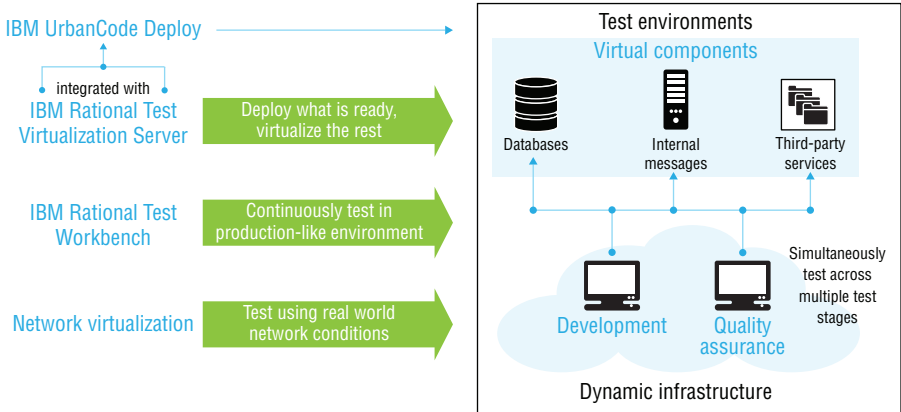 IBM UrbanCode Deploy
integrated with
IBM Rational Test
Virtualization Server
Deploy what is ready,
virtualize the rest
IBM Rational Test
Workbench
Continuously test in
production-like environment
Network virtualization
Test using real world
network conditions
Test environments
Virtual components
Databases
Internal
messages
Third-party
services
Simultaneously
test across
multiple test
stages
Development
Quality
assurance
Dynamic infrastructure